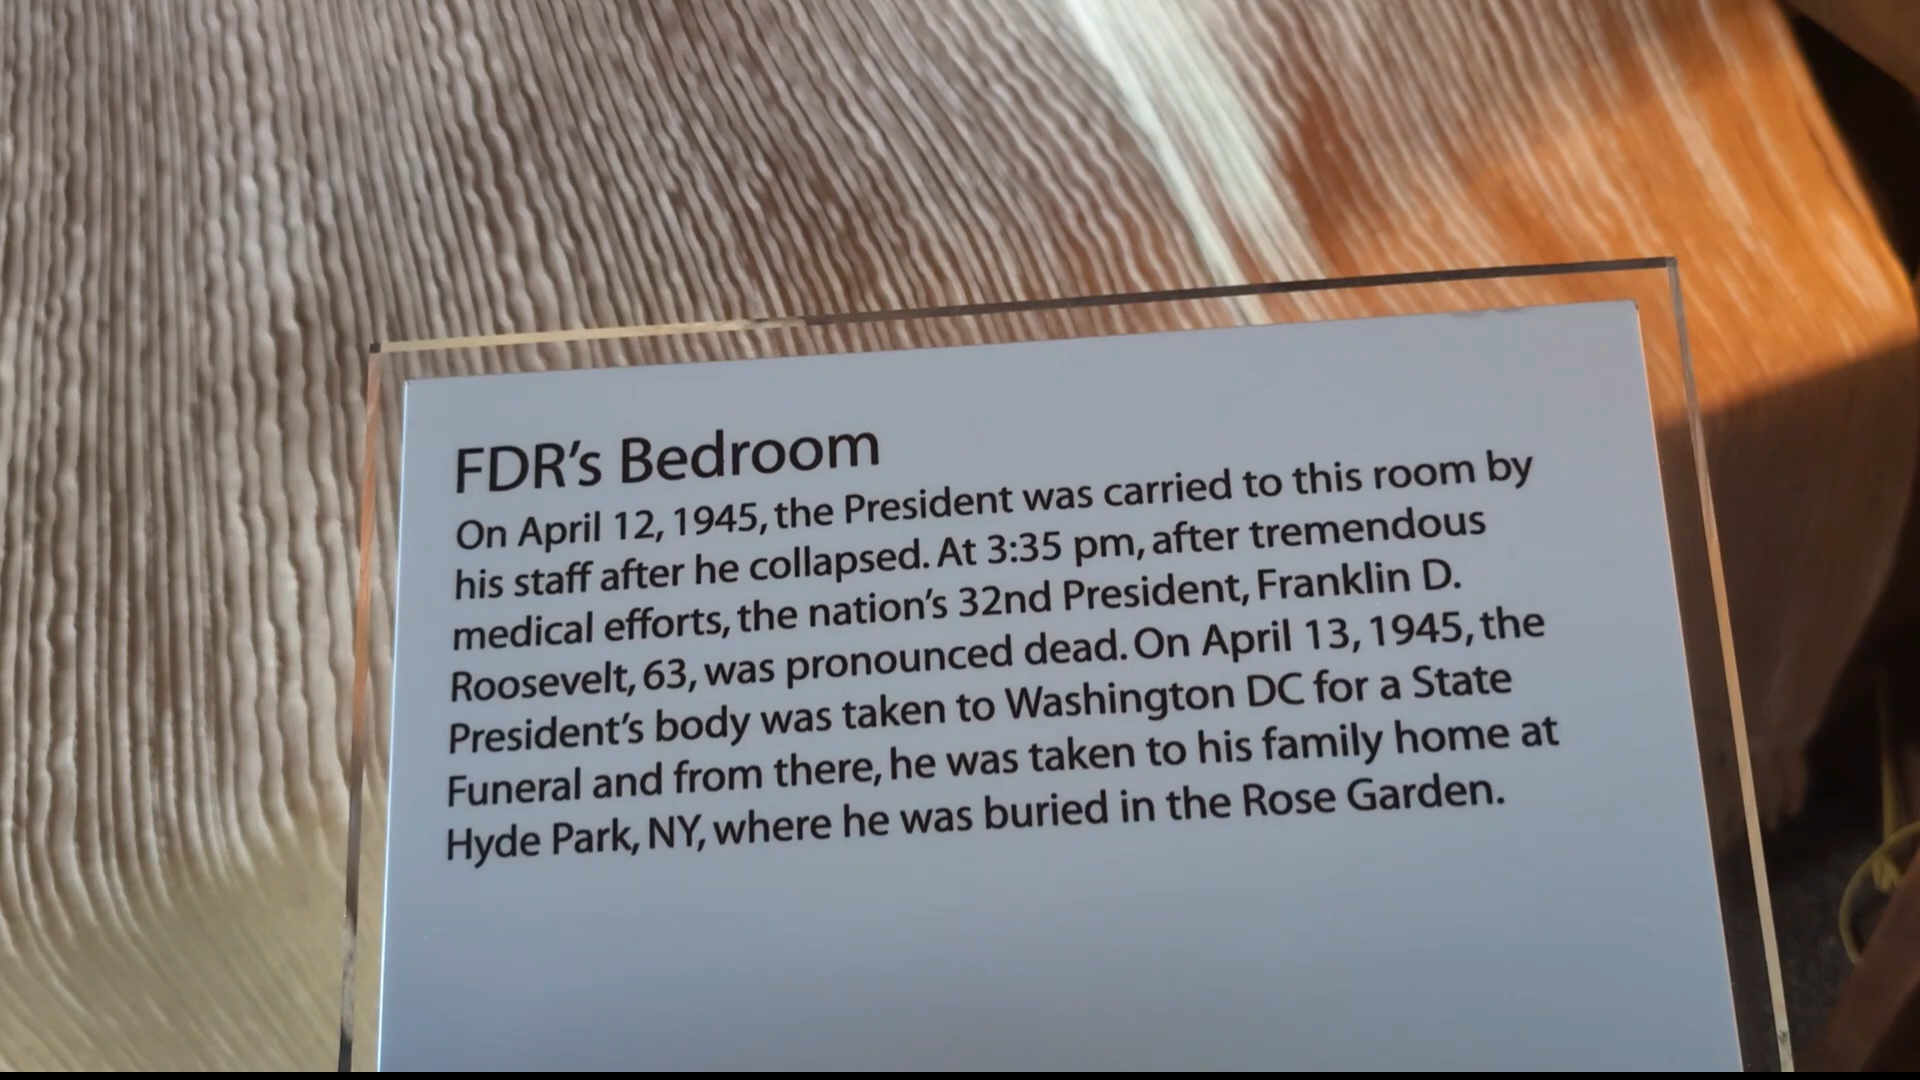 FDR's Bedroom
On April 12, 1945, the President was carried to this room by
his staff after he collapsed. At 3:35 pm, after tremendous
medical efforts, the nation's 32nd President, Franklin D.
Roosevelt, 63, was pronounced dead. On April 13, 1945, the
President's body was taken to Washington DC for a State
Funeral and from there, he was taken to his family home at
Hyde Park, NY, where he was buried in the Rose Garden.